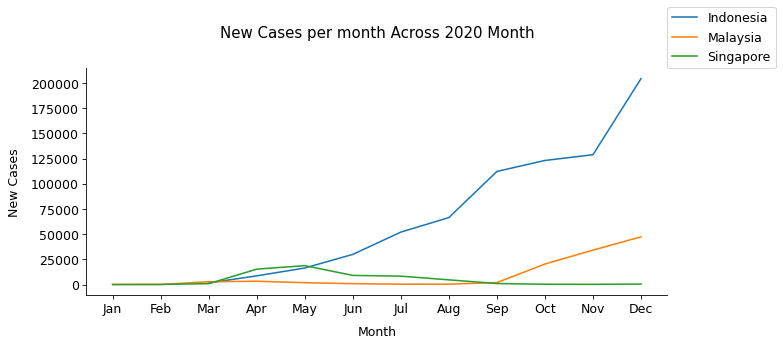 New Cases per month Across 2020 Month
Indonesia
Malaysia
Singapore
New Cases
200000
175000
150000
125000
100000
75000
50000
25000
0
Jan Feb Mar Apr May Jun Jul Aug Sep Oct Nov Dec
Month